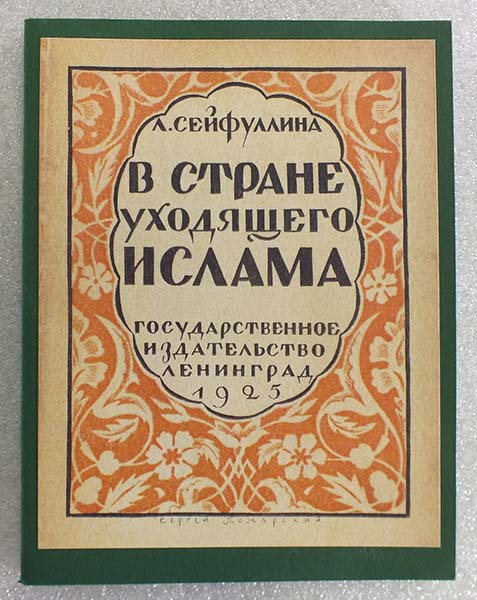 Л. СЕЙФУЛЛИНА
В СТРАНЕ
УХОДЯЩЕГО
ИСЛАМА
ГОСУДАРСТВЕННОЕ
ИЗДАТЕЛЬСТВО
ЛЕНИНГРАД
1925
Сергей Пожарский